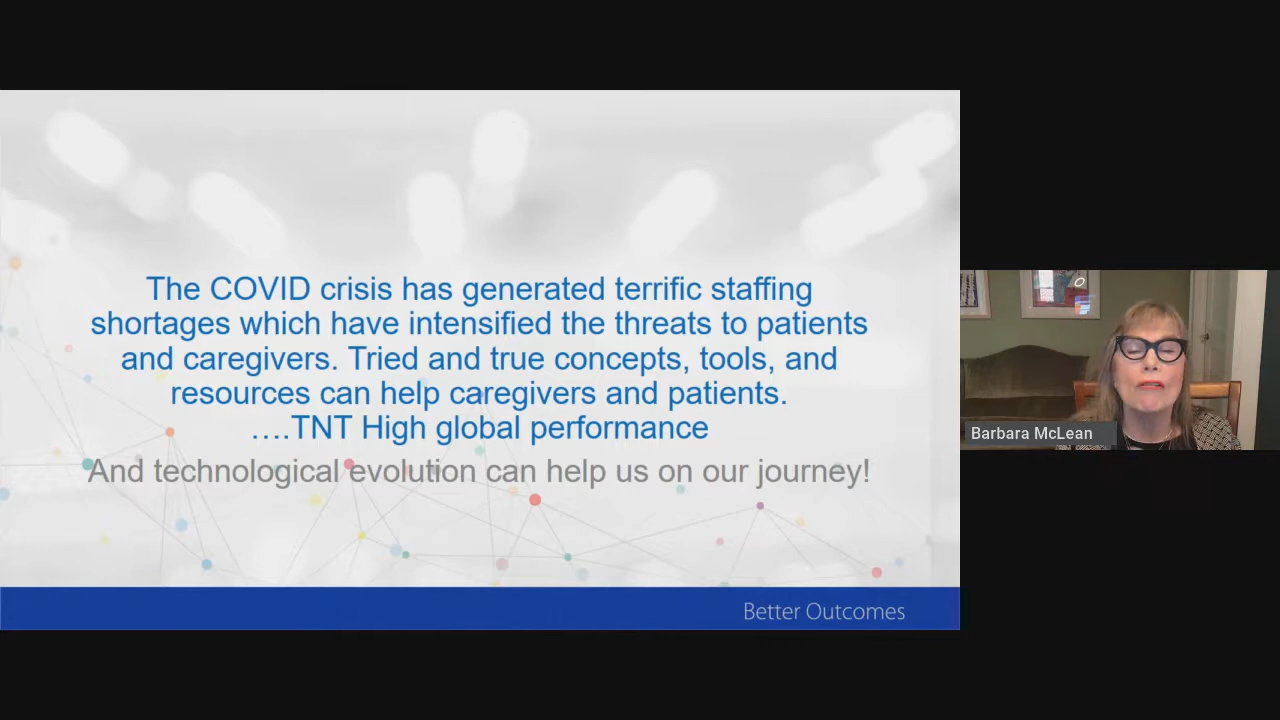 The COVID crisis has generated terrific staffing
shortages which have intensified the threats to patients
and caregivers. Tried and true concepts, tools, and
resources can help caregivers and patients.
….TNT High global performance
And technological evolution can help us on our journey!
Better Outcomes
Barbara McLean